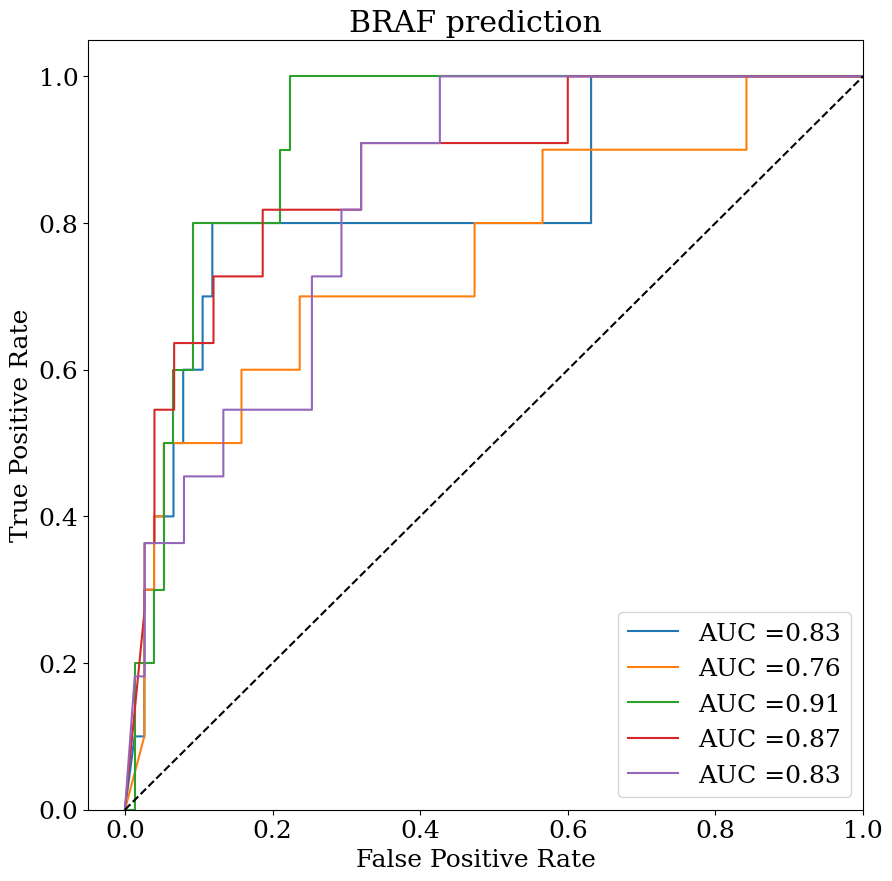 BRAF prediction
1.0
0.8
0.6
0.4
0.2
0.0
True Positive Rate
AUC =0.83
AUC =0.76
AUC =0.91
AUC =0.87
AUC =0.83
0.0 0.2 0.4 0.6 0.8 1.0
False Positive Rate